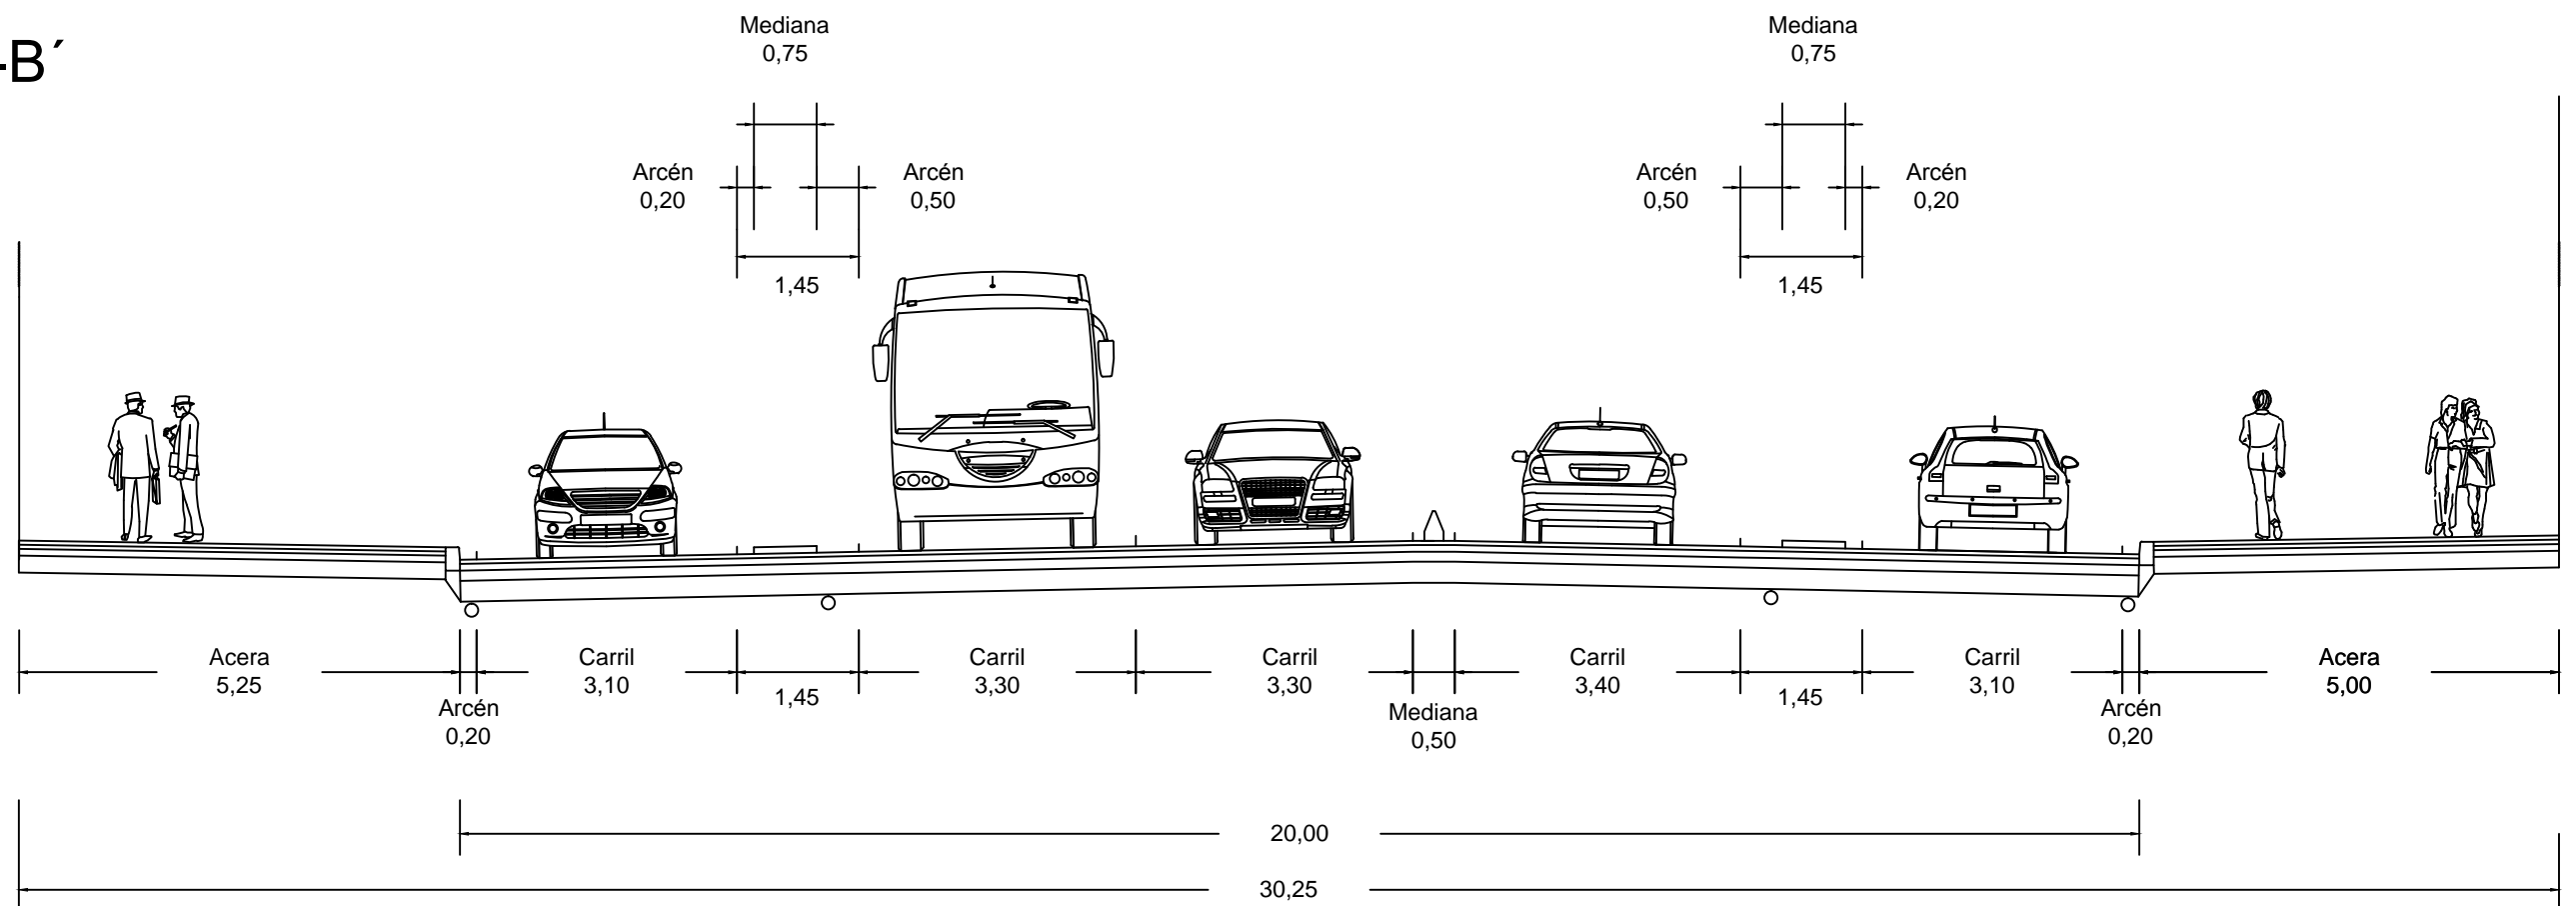 -B´
Mediana
0,75
Mediana
0,75
Arcén
0,20
Arcén
0,50
Arcén
0,50
Arcén
0,20
1,45
1,45
Acera
5,25
Arcén
0,20
Carril
3,10
1,45
Carril
3,30
Carril
3,30
Mediana
0,50
Carril
3,40
1,45
Carril
3,10
Arcén
0,20
Acera
5,00
20,00
30,25